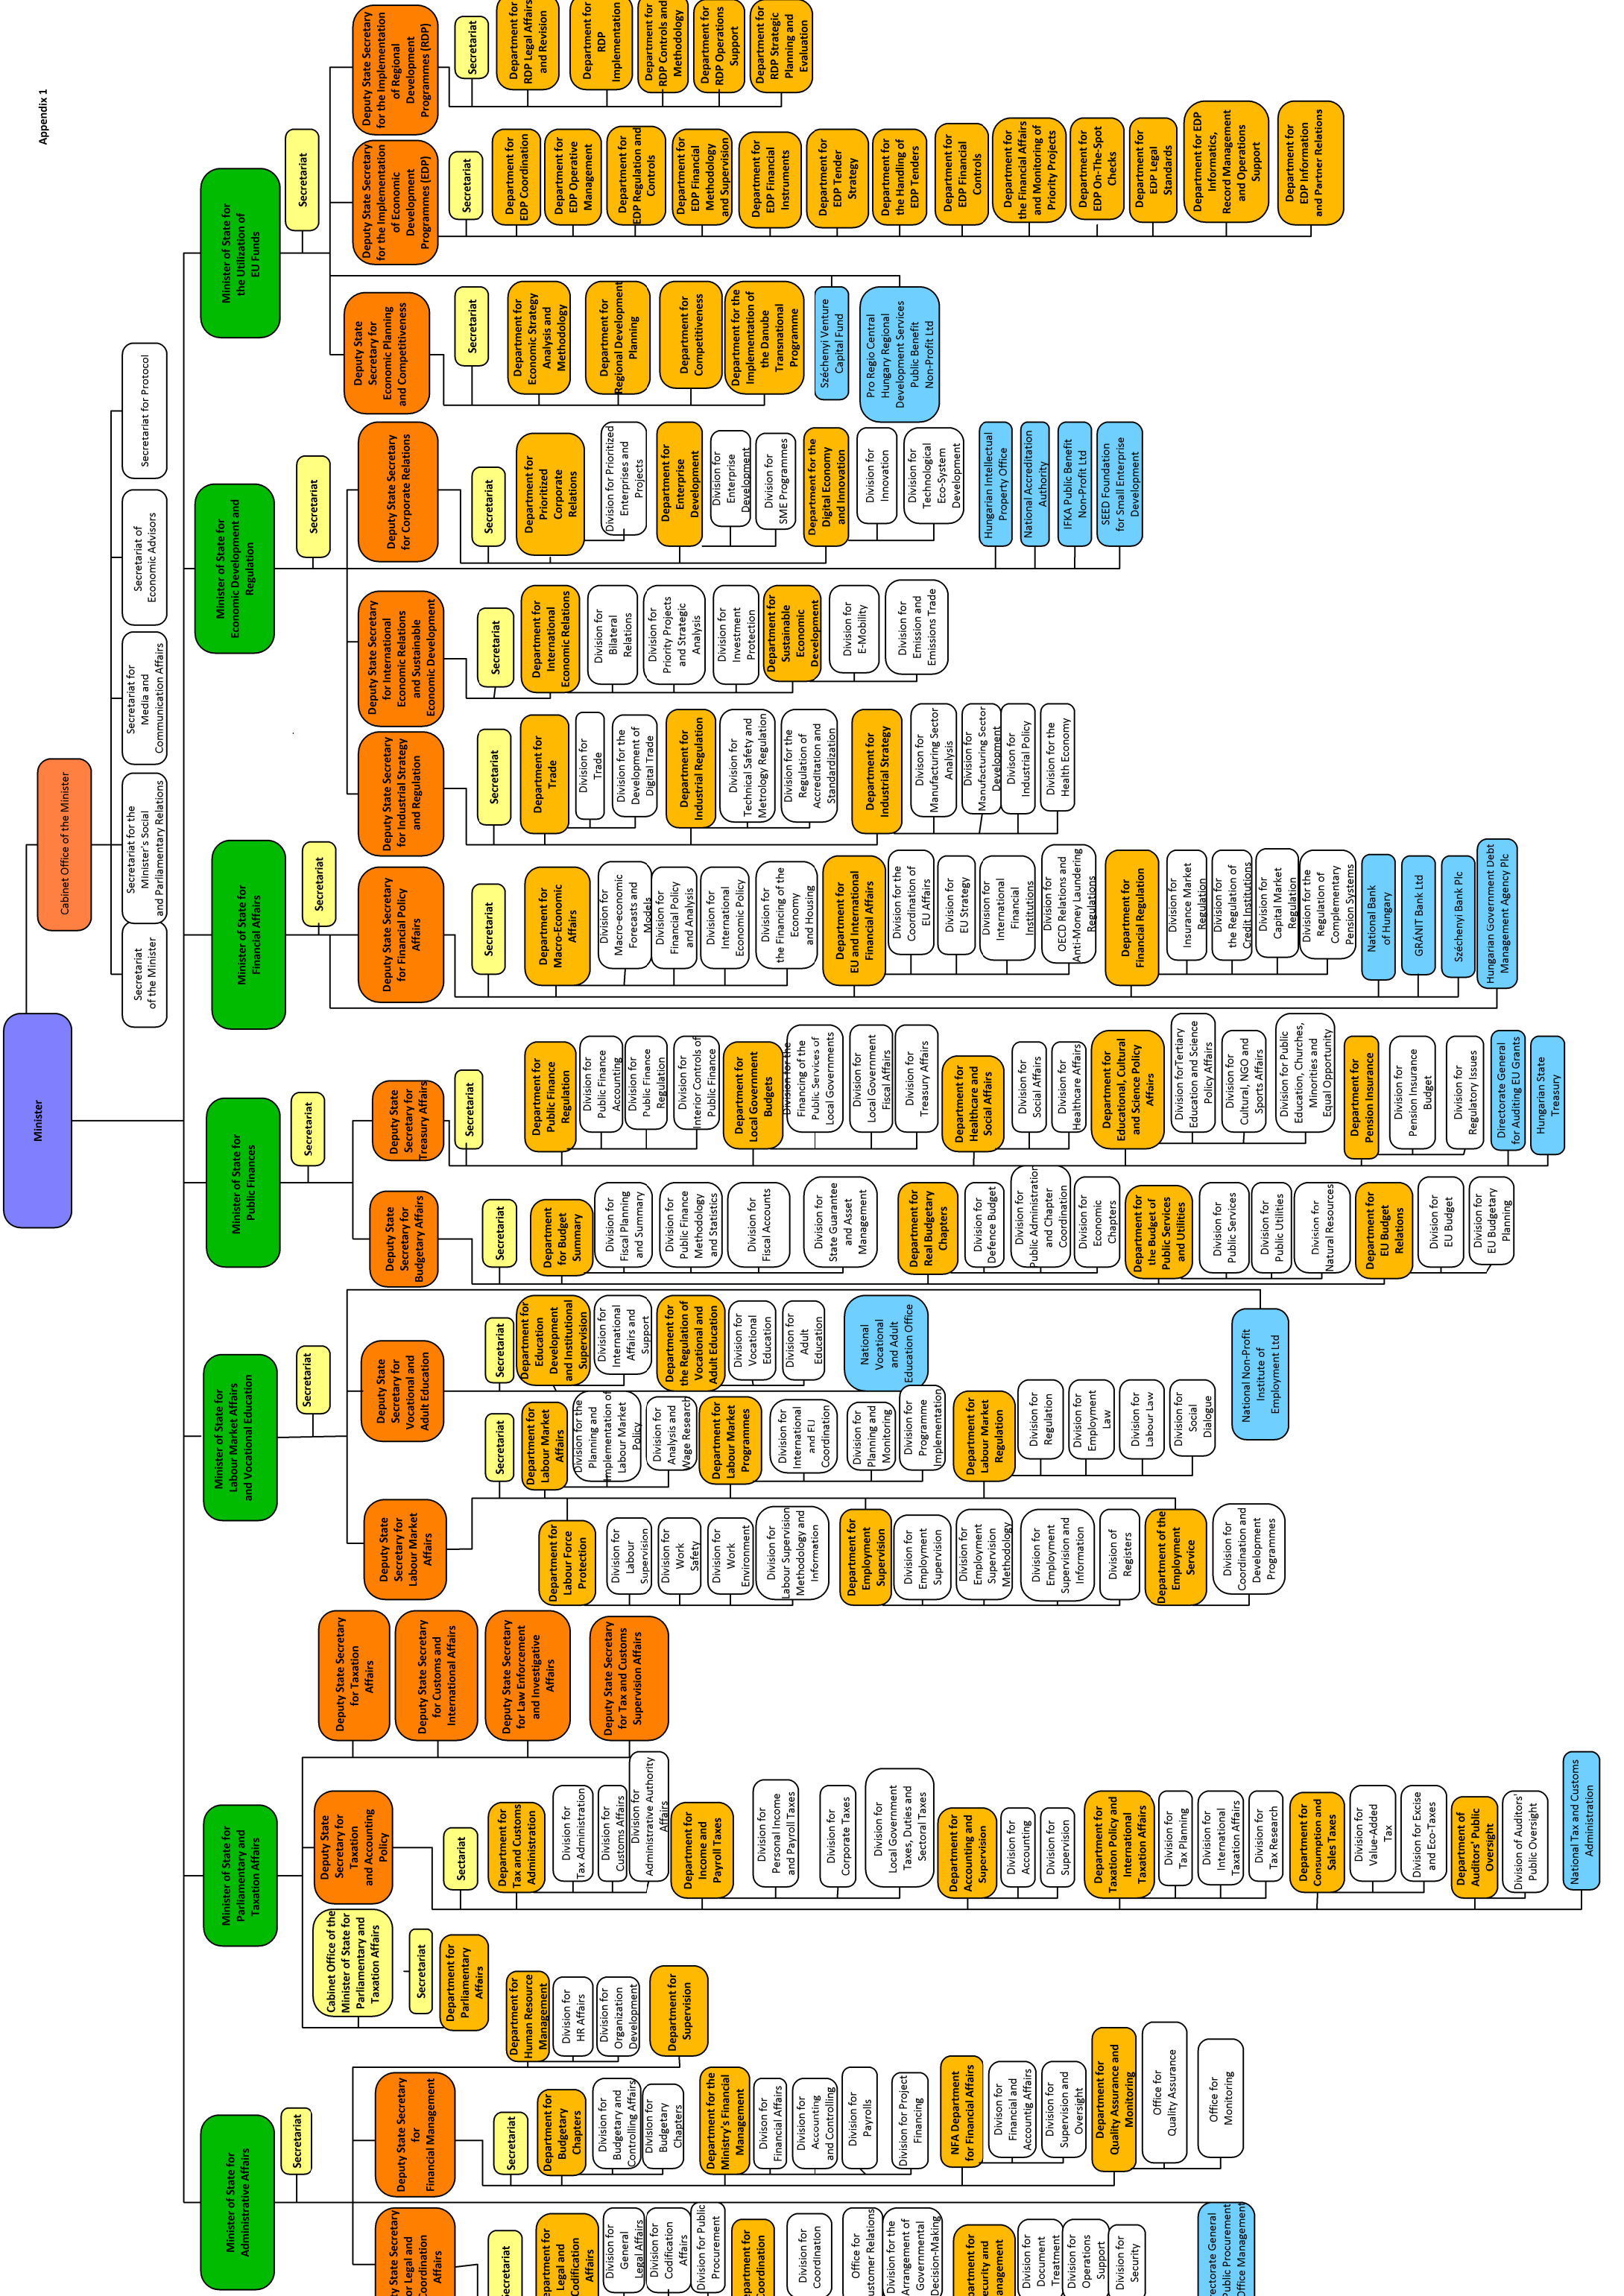 Appendix 1
Minister
Cabinet Office of the Minister
Secretariat
of the Minister
Secretariat for the
Minister's Social
and Parliamentary Relations
Secretariat for
Media and
Communication Affairs
Secretariat of
Economic Advisors
Secretariat for Protocol
Minister of State for
Administrative Affairs
Secretariat
Legal and
Coordination
Affairs
Secretariat
Legal and
Codification
Affairs
Division for
General
Legal Affairs
Division for
Codification
Affairs
Division for Public
Procurement
Coordination
Division for
Coordination
Office for
Customer Relations
Division for the
Arrangement of
Governmental
Decision-Making
Security and
Management
Division for
Document
Treatment
Division for
Operations
Support
Division for
Security
Directorate General
Public Procurement
Office Management
Deputy State Secretary
for
Financial Management
Secretariat
Department for
Budgetary
Chapters
Division for
Budgetary and
Controlling Affairs
Division for
Budgetary
Chapters
Department for the
Ministry's Financial
Management
Division for
Financial Affairs
Division for
Accounting
and Controlling
Division for
Payrolls
Division for Project
Financing
NFA Department
for Financial Affairs
Division for
Financial and
Accountig Affairs
Division for
Supervision and
Oversight
Department for
Quality Assurance and
Monitoring
Office for
Quality Assurance
Office for
Monitoring
Department for
Human Resource
Management
Division for
HR Affairs
Division for
Organization
Development
Department for
Supervision
Minister of State for
Parliamentary and
Taxation Affairs
Cabinet Office of the
Minister of State for
Parliamentary and
Taxation Affairs
Secretariat
Department for
Parliamentary
Affairs
Deputy State
Secretary for
Taxation
and Accounting
Policy
Sectariat
Department for
Tax and Customs
Administration
Division for
Tax Administration
Division for
Customs Affairs
Division for
Administrative Authority
Affairs
Department for
Income and
Payroll Taxes
Division for
Personal Income
and Payroll Taxes
Division for
Corporate Taxes
Division for
Local Government
Taxes, Duties and
Sectoral Taxes
Department for
Accounting and
Supervision
Division for
Accounting
Division for
Supervision
Department for
Taxation Policy and
International
Taxation Affairs
Division for
Tax Planning
Division for
International
Taxation Affairs
Division for
Tax Research
Department for
Consumption and
Sales Taxes
Division for
Value-Added
Tax
Division for Excise
and Eco-Taxes
Department of
Auditors' Public
Oversight
Division of Auditors'
Public Oversight
National Tax and Customs
Administration
Deputy State Secretary
for Taxation
Affairs
Deputy State Secretary
for Customs and
International Affairs
Deputy State Secretary
for Law Enforcement
and Investigative
Affairs
Deputy State Secretary
for Tax and Customs
Supervision Affairs
Minister of State for
Labour Market Affairs
and Vocational Education
Secretariat
Deputy State
Secretary for
Labour Market
Affairs
Department for
Labour Force
Protection
Division for
Labour
Supervision
Division for
Work
Safety
Division for
Work
Environment
Division for
Labour Supervision
Methodology and
Information
Department for
Employment
Supervision
Division for
Employment
Supervision
Division for
Employment
Supervision
Methodology
Division for
Employment
Supervision and
Information
Division of
Registers
Department of the
Employment
Service
Division for
Coordination and
Development
Programmes
Secretariat
Department for
Labour Market
Affairs
Division for the
Planning and
Implementation of
Labour Market
Policy
Division for
Analysis and
Wage Research
Department for
Labour Market
Programmes
Division for
International
and EU
Coordination
Division for
Planning and
Monitoring
Division for
Programme
Implementation
Department for
Labour Market
Regulation
Division for
Regulation
Division for
Employment
Law
Division for
Labour Law
Division for
Social
Dialogue
Deputy State
Secretary for
Vocational and
Adult Education
Secretariat
Department for
Education
Development
and Institutional
Supervision
Division for
International
Affairs and
Support
Department for
the Regulation of
Vocational and
Adult Education
Division for
Vocational
Education
Division for
Adult
Education
National
Vocational
and Adult
Education Office
National Non-Profit
Institute of
Employment Ltd
Minister of State for
Public Finances
Secretariat
Deputy State
Secretary for
Budgetary Affairs
Secretariat
Department
for Budget
Summary
Division for
Fiscal Planning
and Summary
Division for
Public Finance
Methodology
and Statistics
Division for
Fiscal Accounts
Division for
State Guarantee
and Asset
Management
Department for
Real Budgetary
Chapters
Division for
Defence Budget
Division for
Public Administration
and Chapter
Coordination
Division for
Economic
Chapters
Department for
the Budget of
Public Services
and Utilities
Division for
Public Services
Division for
Public Utilities
Division for
Natural Resources
Department for
EU Budget
Relations
Division for
EU Budget
Division for
EU Budgetary
Planning
Deputy State
Secretary for
Treasury Affairs
Secretariat
Department for
Public Finance
Regulation
Division for
Public Finance
Accounting
Division for
Public Finance
Regulation
Division for
Interior Controls of
Public Finance
Department for
Local Government
Budgets
Division for the
Financing of the
Public Services of
Local Governments
Division for
Local Government
Fiscal Affairs
Division for
Treasury Affairs
Department for
Healthcare and
Social Affairs
Division for
Social Affairs
Division for
Healthcare Affairs
Department for
Educational, Cultural
and Science Policy
Affairs
Division forTertiary
Education and Science
Policy Affairs
Division for
Cultural, NGO and
Sports Affairs
Division for Public
Education, Churches,
Minorities and
Equal Opportunity
Department for
Pension Insurance
Division for
Pension Insurance
Budget
Division for
Regulatory Issues
Directorate General
for Auditing EU Grants
Hungarian State
Treasury
Minister of State for
Financial Affairs
Secretariat
Deputy State Secretary
for Financial Policy
Affairs
Secretariat
Department for
Macro-Economic
Affairs
Division for
Macro-economic
Forecasts and
Models
Division for
Financial Policy
and Analysis
Division for
International
Economic Policy
Division for
the Financing of the
Economy
and Housing
Department for
EU and International
Financial Affairs
Division for the
Coordination of
EU Affairs
Division for
EU Strategy
Division for
International
Financial
Institutions
Division for
OECD Relations and
Anti-Money Laundering
Regulations
Department for
Financial Regulation
Division for
Insurance Market
Regulation
Division for
the Regulation of
Credit Institutions
Division for
Capital Market
Regulation
Division for the
Regulation of
Complementary
Pension Systems
National Bank
of Hungary
GRÁNIT Bank Ltd
Széchenyi Bank Plc
Hungarian Government Debt
Management Agency Plc
Minister of State for
Economic Development and
Regulation
Secretariat
Deputy State Secretary
for Industrial Strategy
and Regulation
Secretariat
Department for
Trade
Division for
Trade
Division for the
Development of
Digital Trade
Department for
Industrial Regulation
Division for
Technical Safety and
Metrology Regulation
Division for the
Regulation of
Accreditation and
Standardization
Department for
Industrial Strategy
Division for
Manufacturing Sector
Analysis
Division for
Manufacturing Sector
Development
Division for
Industrial Policy
Division for the
Health Economy
Deputy State Secretary
for International
Economic Relations
and Sustainable
Economic Development
Secretariat
Department for
International
Economic Relations
Division for
Bilateral
Relations
Division for
Priority Projects
and Strategic
Analysis
Division for
Investment
Protection
Department for
Sustainable
Economic
Development
Division for
E-Mobility
Division for
Emission and
Emissions Trade
Deputy State Secretary
for Corporate Relations
Secretariat
Department for
Prioritized
Corporate
Relations
Division for Prioritized
Enterprises and
Projects
Department for
Enterprise
Development
Division for
Enterprise
Development
Division for
SME Programmes
Department for the
Digital Economy
and Innovation
Division for
Innovation
Division for
Technological
Eco-System
Development
Hungarian Intellectual
Property Office
National Accreditation
Authority
IFKA Public Benefit
Non-Profit Ltd
SEED Foundation
for Small Enterprise
Development
Minister of State for
the Utilization of
EU Funds
Secretariat
Deputy State
Secretary for
Economic Planning
and Competitiveness
Secretariat
Department for
Economic Strategy
Analysis and
Methodology
Department for
Regional Development
Planning
Department for
Competitiveness
Department for the
Implementation of
the Danube
Transnational
Programme
Széchenyi Venture
Capital Fund
Pro Regio Central
Hungary Regional
Development Services
Public Benefit
Non-Profit Ltd
Deputy State Secretary
for the Implementation
of Economic
Development
Programmes (EDP)
Secretariat
Department for
EDP Coordination
Department for
EDP Operative
Management
Department for
EDP Regulation and
Controls
Department for
EDP Financial
Methodology
and Supervision
Department for
EDP Financial
Instruments
Department for
EDP Tender
Strategy
Department for
the Handling of
EDP Tenders
Department for
EDP Financial
Controls
Department for
the Financial Affairs
and Monitoring of
Priority Projects
Department for
EDP On-The-Spot
Checks
Department for
EDP Legal
Standards
Department for EDP
Informatics,
Record Management
and Operations
Support
Department for
EDP Information
and Partner Relations
Deputy State Secretary
for the Implementation
of Regional
Development
Programmes (RDP)
Secretariat
Department for
RDP Legal Affairs
and Revision
Department for
RDP
Implementation
Department for
RDP Controls and
Methodology
Department for
RDP Operations
Support
Department for
RDP Strategic
Planning and
Evaluation